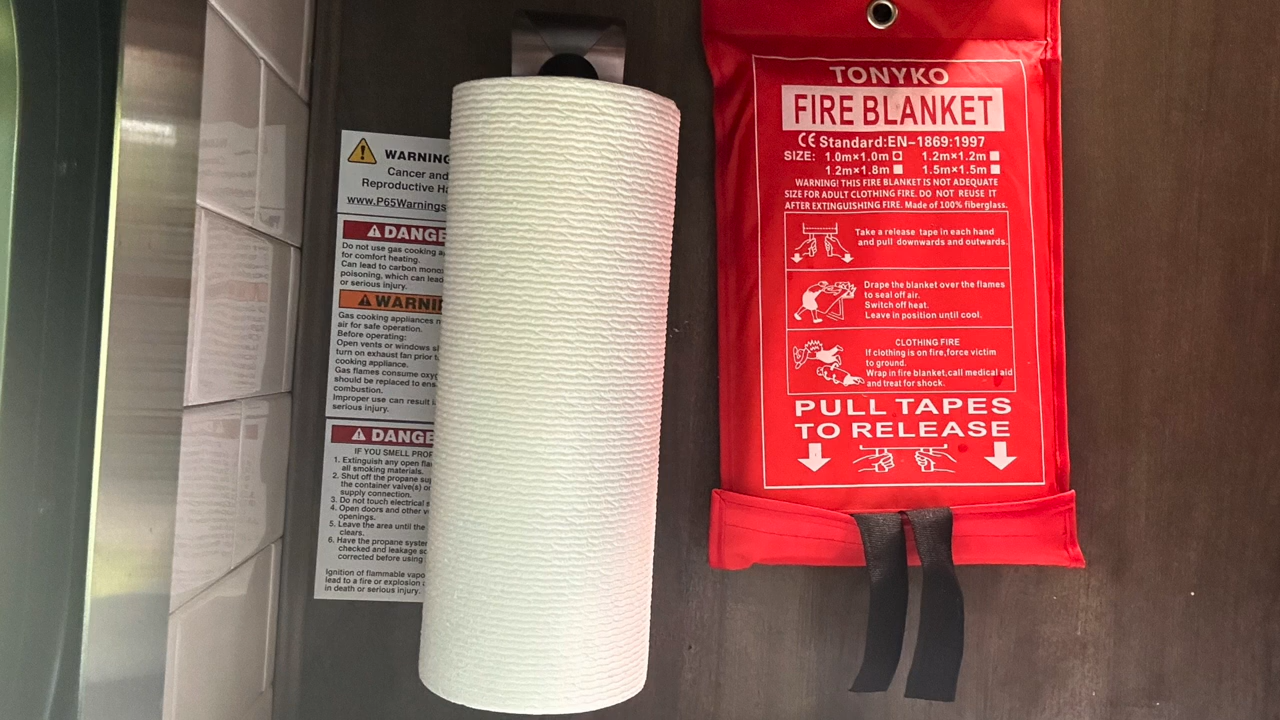 WARNING
Cancer and
Reproductive
www.P65Warnings
DANGE
Do not use gas cooking
for comfort heating.
Can lead to carbon
poisoning, which can lead
or serious injury.
WARNIN
Gas cooking appliances
air for safe operation.
Before operating:
Open vents or windows
turn on exhaust fan prior
cooking appliance.
Gas flames consume
should be replaced to
combustion.
Improper use can result
serious injury.
DANGE
IF YOU SMELL
1. Extinguish any open
all smoking materials.
2. Shut off the propane
the container valve(s) or
supply connection.
3. Do not touch electrical
4. Open doors and other
openings.
5. Leave the area until the
clears.
6. Have the propane system
checked and leakage
corrected before using
Ignition of flammable
lead to a fire or explosion
in death or serious injury.
TONYKO
FIRE BLANKET
CE Standard:EN-1869:1997
SIZE: 1.0m×1.0m 1.2m×1.2m
1.2m×1.8m 1.5m×1.5m
WARNING! THIS FIRE BLANKET IS NOT ADEQUATE
SIZE FOR ADULT CLOTHING FIRE. DO NOT REUSE IT
AFTER EXTINGUISHING FIRE. Made of 100% fiberglass.
Take a release tape in each hand
and pull downwards and outwards.
Drape the blanket over the flames
to seal off air.
Switch off heat.
Leave in position until cool.
CLOTHING FIRE
If clothing is on fire,force victim
to ground.
Wrap in fire blanket,call medical aid
and treat for shock.
PULL TAPES
TO RELEASE